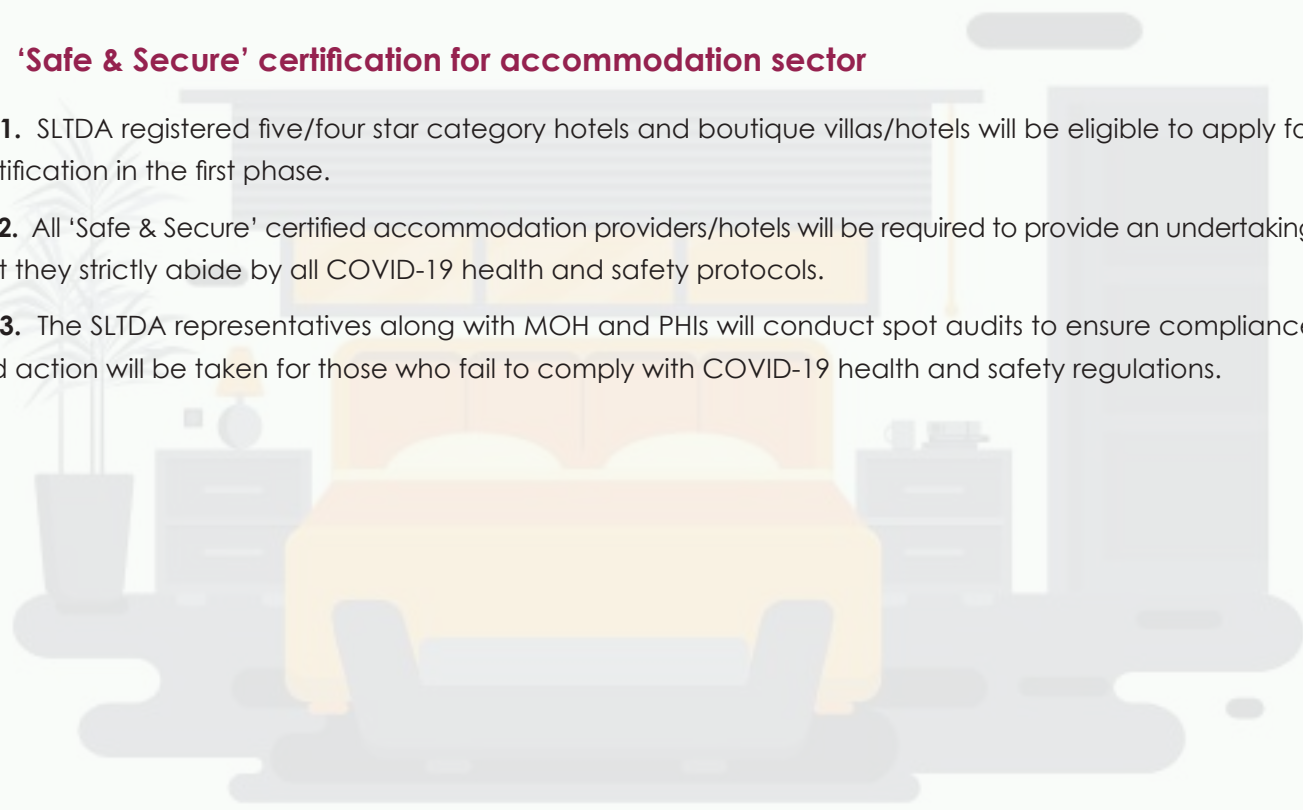 ‘Safe & Secure’ certification for accommodation sector
1. SLTDA registered five/four star category hotels and boutique villas/hotels will be eligible to apply fo
tification in the first phase.
2. All ‘Safe & Secure’ certified accommodation providers/hotels will be required to provide an undertaking
t they strictly abide by all COVID-19 health and safety protocols.
3. The SLTDA representatives along with MOH and PHIs will conduct spot audits to ensure compliance
d action will be taken for those who fail to comply with COVID-19 health and safety regulations.